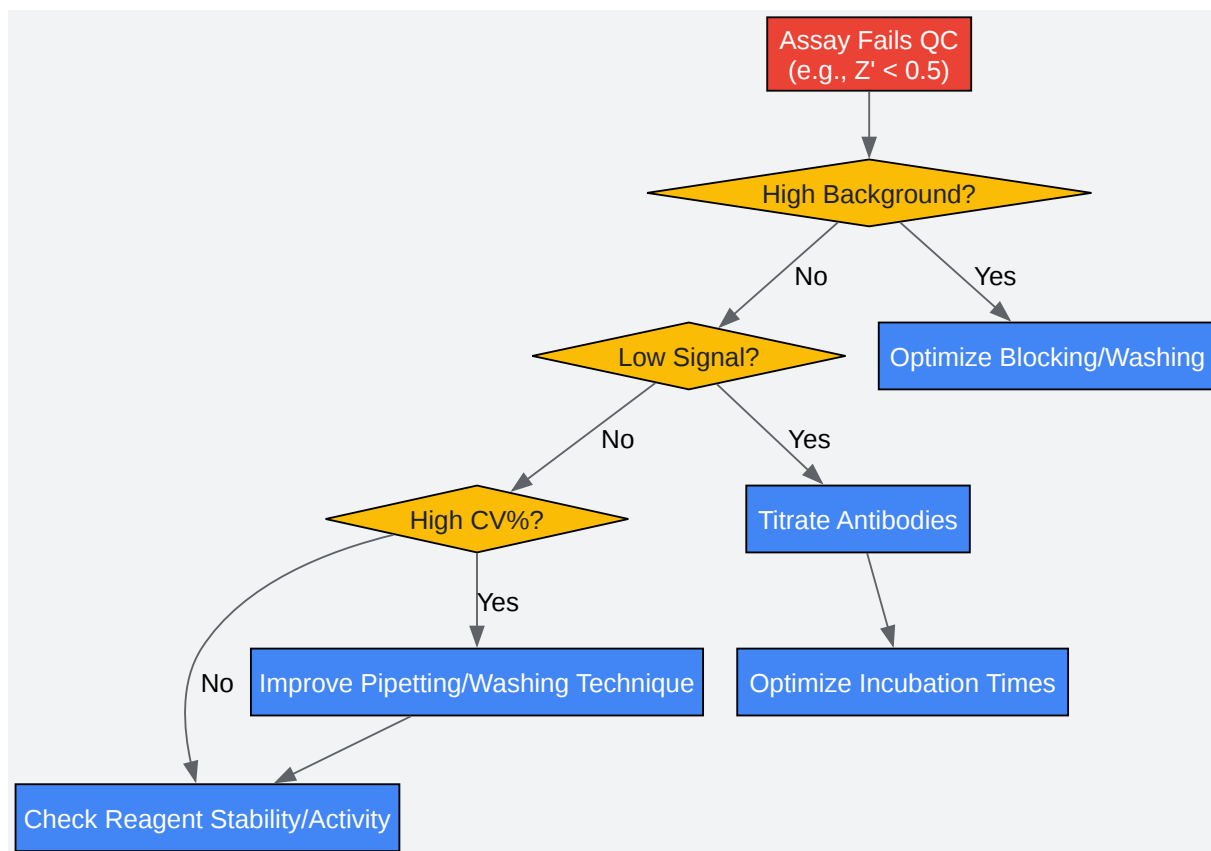 Assay Fails QC
(e.g., Z' < 0.5)
High Background?
No
Yes
Low Signal?
Optimize Blocking/Washing
No
Yes
High CV%?
Titrate Antibodies
Yes
No
Improve Pipetting/Washing Technique
Optimize Incubation Times
Check Reagent Stability/Activity